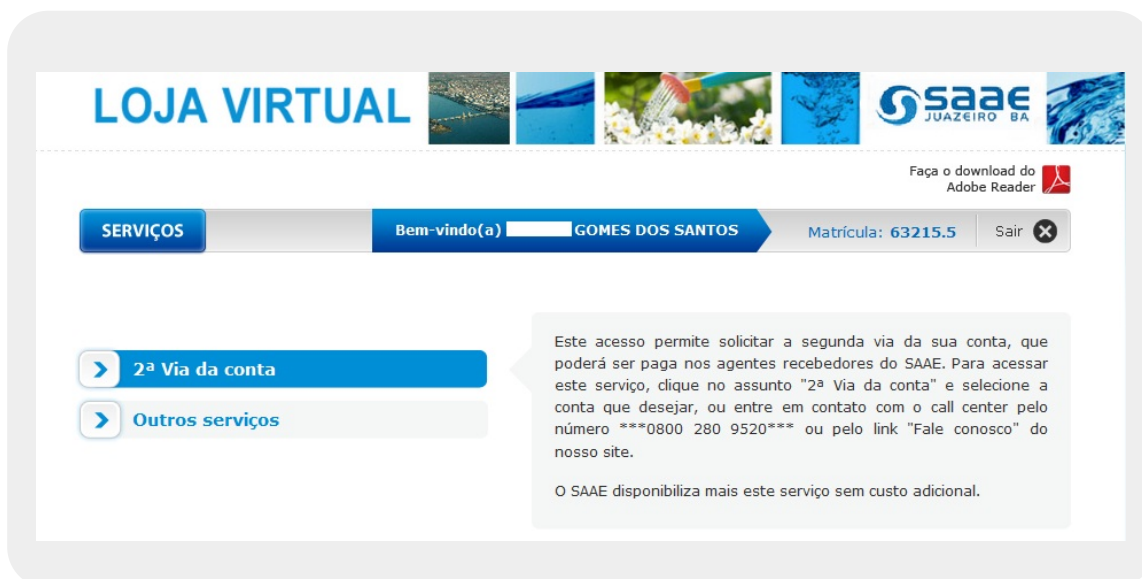 LOJA VIRTUAL
saae
JUAZEIRO BA
Faça o download do
Adobe Reader
SERVIÇOS
Bem-vindo(a) GOMES DOS SANTOS
Matrícula: 63215.5
Sair
2ª Via da conta
Outros serviços
Este acesso permite solicitar a segunda via da sua conta, que
poderá ser paga nos agentes recebedores do SAAE. Para acessar
este serviço, clique no assunto "2ª Via da conta" e selecione a
conta que desejar, ou entre em contato com o call center pelo
número ***0800 280 9520*** ou pelo link "Fale conosco" do
nosso site.
O SAAE disponibiliza mais este serviço sem custo adicional.